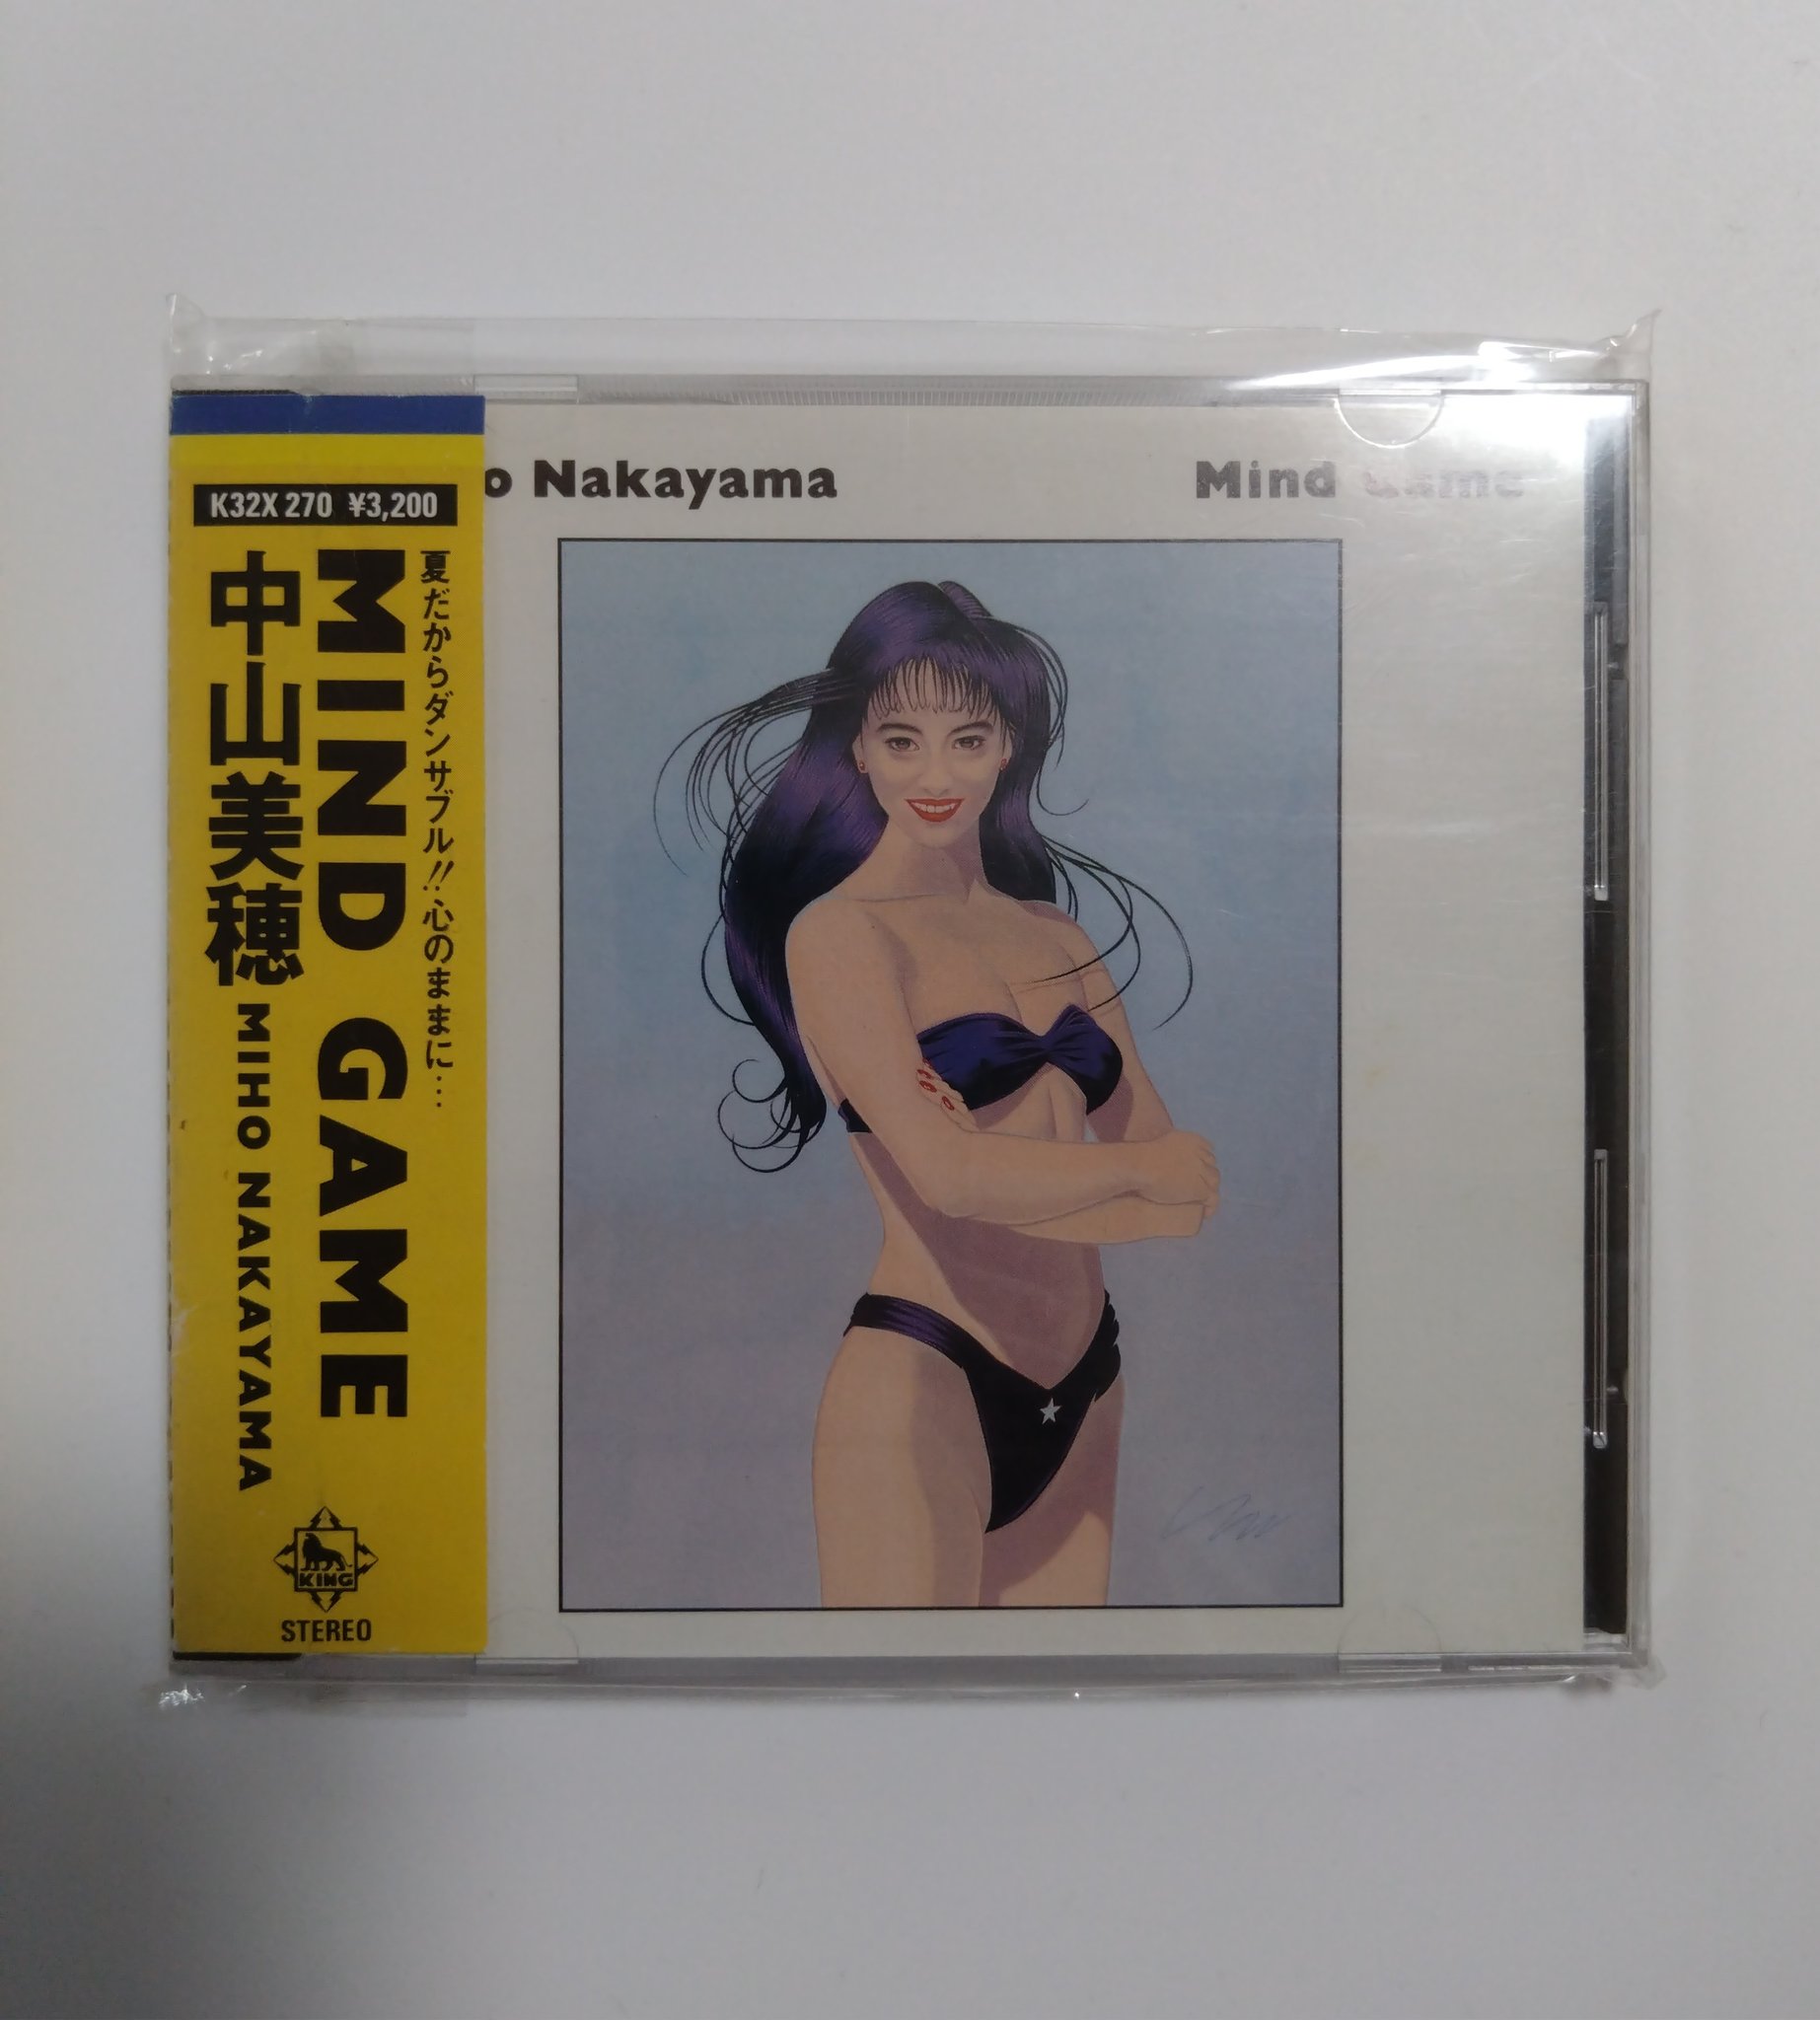 K32X 270 ¥3,200
夏だからダンサブル!!心のままに…
MIND GAME
中山美穂 MIHO NAKAYAMA
KING
STEREO
o Nakayama
Mind Game